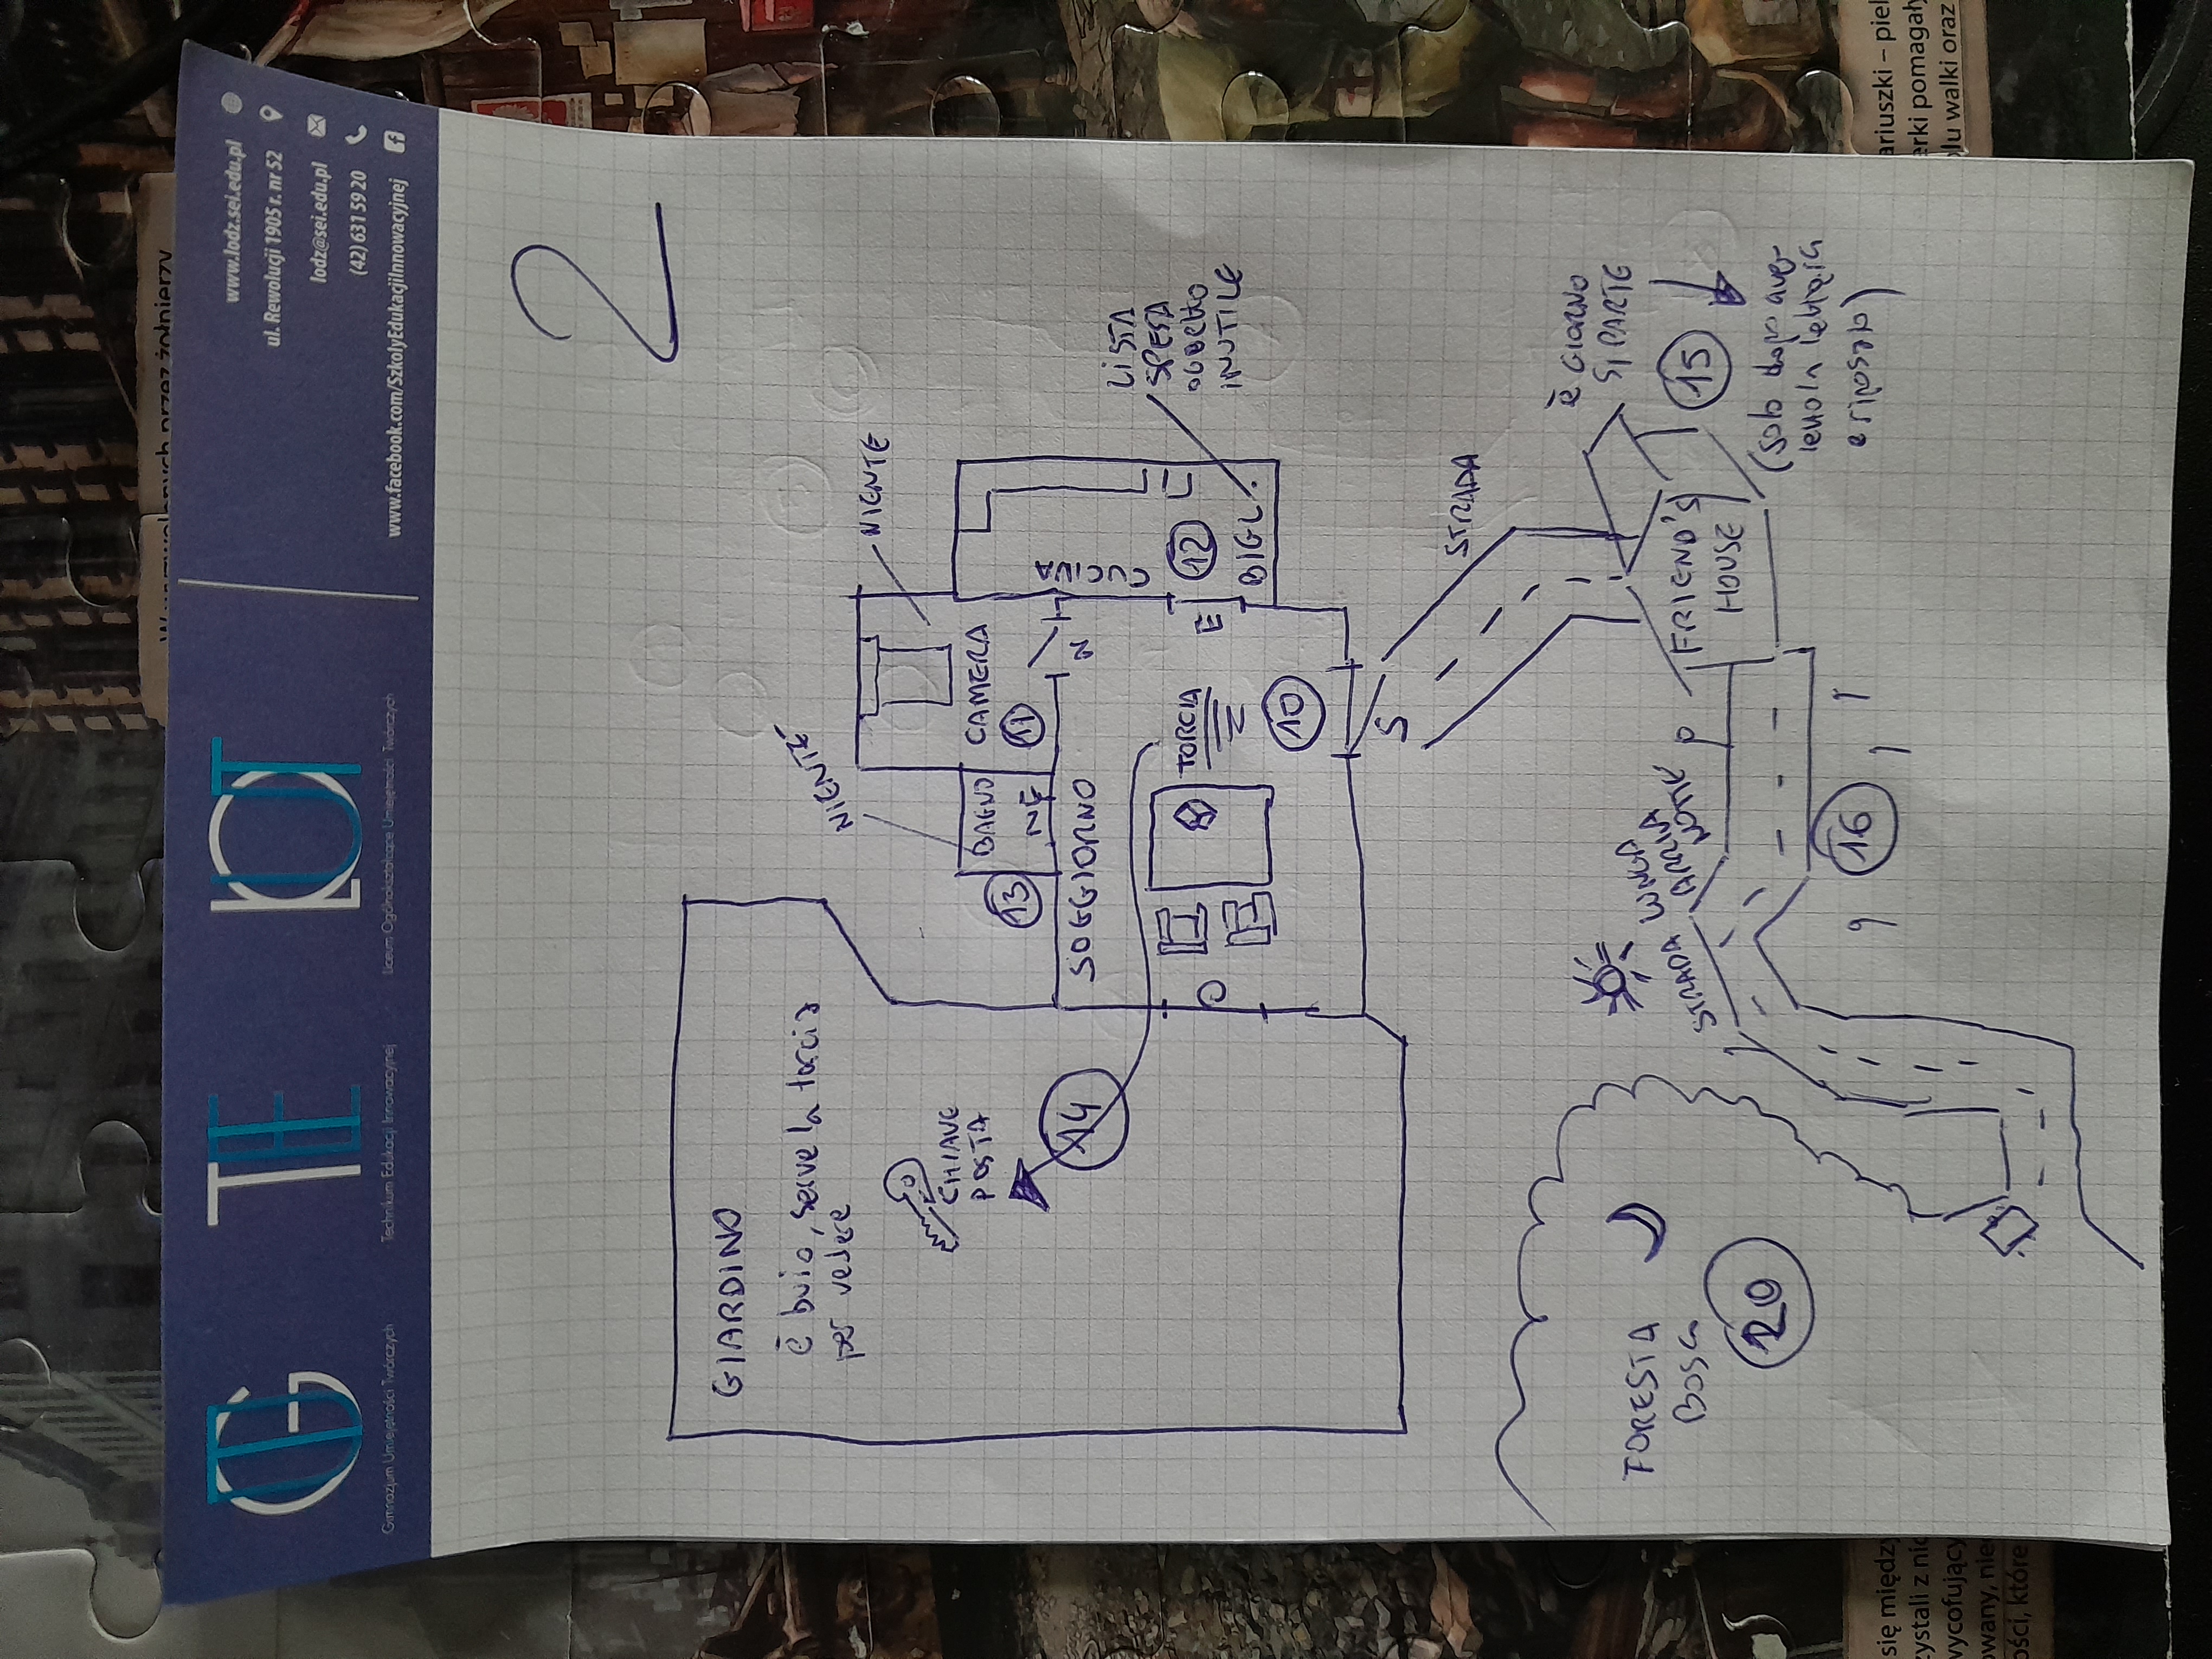 W wyzwolonych przez żołnierzy
GUT
TEI
LOUT
Gimnazjum Umiejętności Twórczych
Technikum Edukacji Innowacyjnej
Liceum Ogólnokształcące Umiejętności Twórczych
www.lodz.sei.edu.pl
ul. Rewolucji 1905 r. nr 52
lodz@sei.edu.pl
(42) 631 59 20
www.facebook.com/SzkolyEdukacjiInnowacyjnej
2
GIARDINO
è buio, serve la torcia
per vedere
CHIAVE
POSTA
14
NIENTE
NIENTE
BAGNO
13
NE
CAMERA
11
N
SOGGIORNO
CUCINA
TORCIA
O
E
12
BIGL.
10
S
LISTA
SPESA
oggetto
INUTILE
STRADA
è GIORNO
SI PARTE
FORESTA
BOSCO
20
STRADA LUNGA
ARRIVA
NOTTE
FRIEND'S
HOUSE
15
(solo dopo aver
letto la
e riposato)
16
się międz
zystali z nic
wycofujący
owany, nie
ości, które
ariuszki – piel
erki pomagały
olu walki oraz